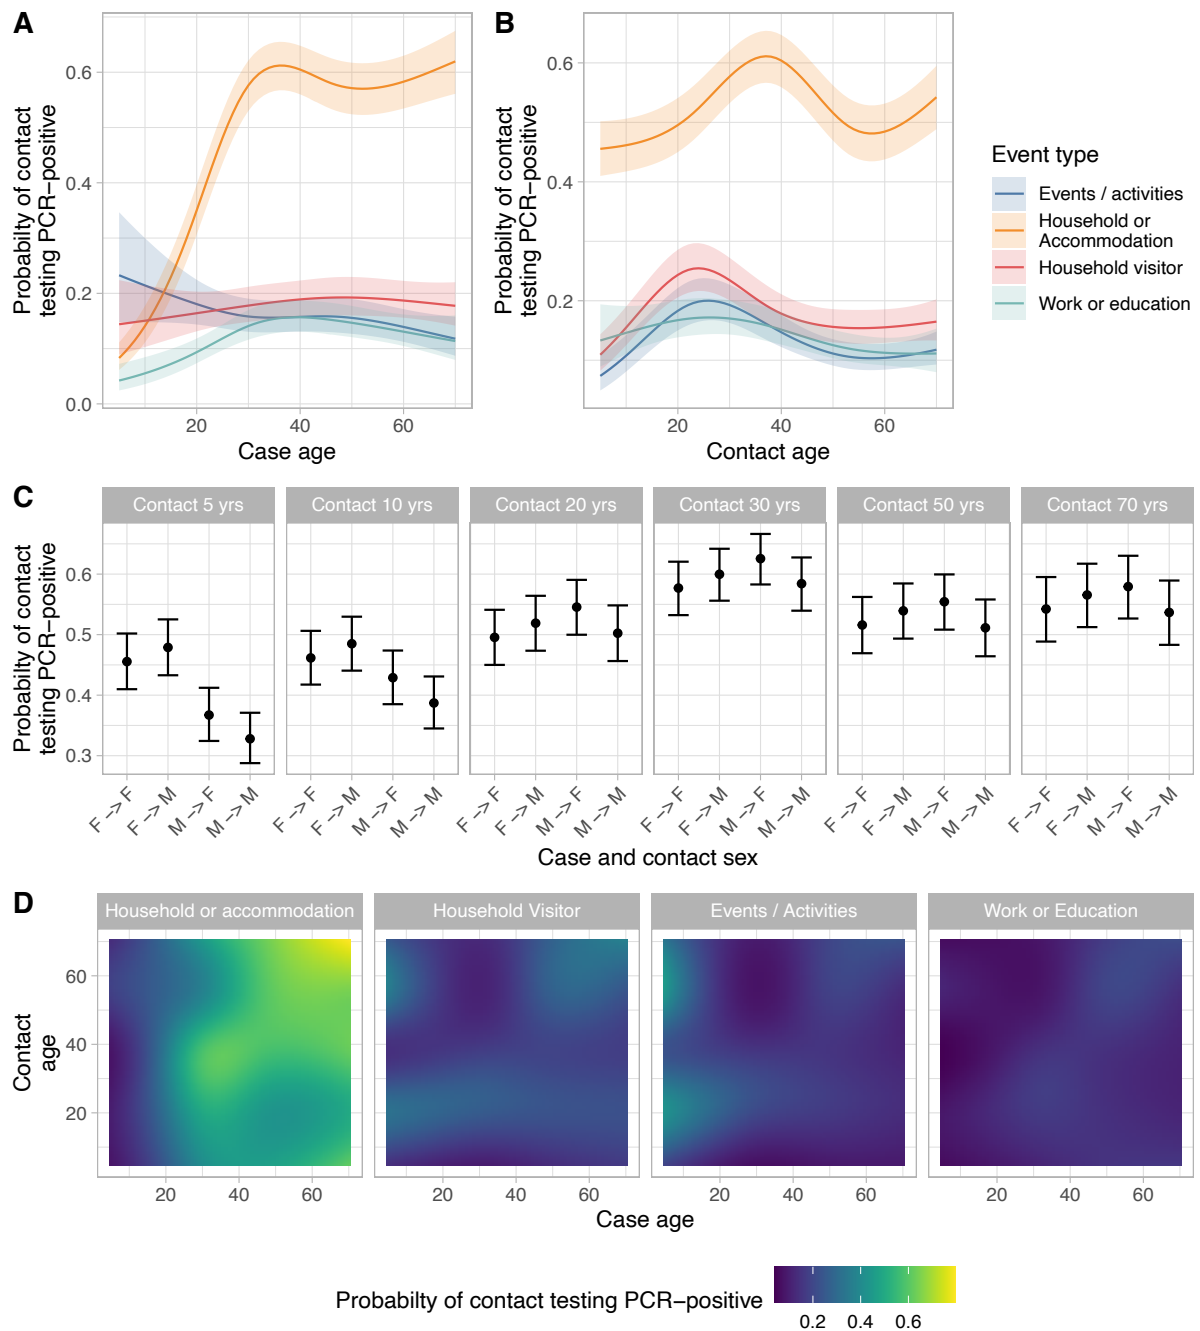 A
B
Probabilty of contact
testing PCR−positive
0.6
0.4
0.2
0.0
20
40
60
Case age
Probabilty of contact
testing PCR−positive
0.6
0.4
0.2
20
40
60
Contact age
Event type
Events / activities
Household or
Accommodation
Household visitor
Work or education
C
Contact 5 yrs
Contact 10 yrs
Contact 20 yrs
Contact 30 yrs
Contact 50 yrs
Contact 70 yrs
Probabilty of contact
testing PCR−positive
0.6
0.5
0.4
0.3
F −> F
F −> M
M −> F
M −> M
F −> F
F −> M
M −> F
M −> M
F −> F
F −> M
M −> F
M −> M
F −> F
F −> M
M −> F
M −> M
F −> F
F −> M
M −> F
M −> M
F −> F
F −> M
M −> F
M −> M
Case and contact sex
D
Household or accommodation
Household Visitor
Events / Activities
Work or Education
Contact
age
60
40
20
20
40
60
20
40
60
20
40
60
20
40
60
Case age
Probabilty of contact testing PCR−positive
0.2
0.4
0.6